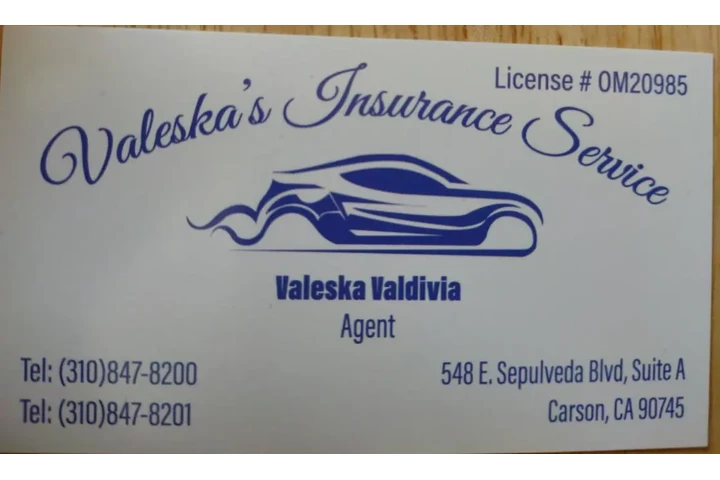 License # 0M20985
Valeska's Insurance Service
Valeska Valdivia
Agent
Tel: (310)847-8200
Tel: (310)847-8201
548 E. Sepulveda Blvd, Suite A
Carson, CA 90745